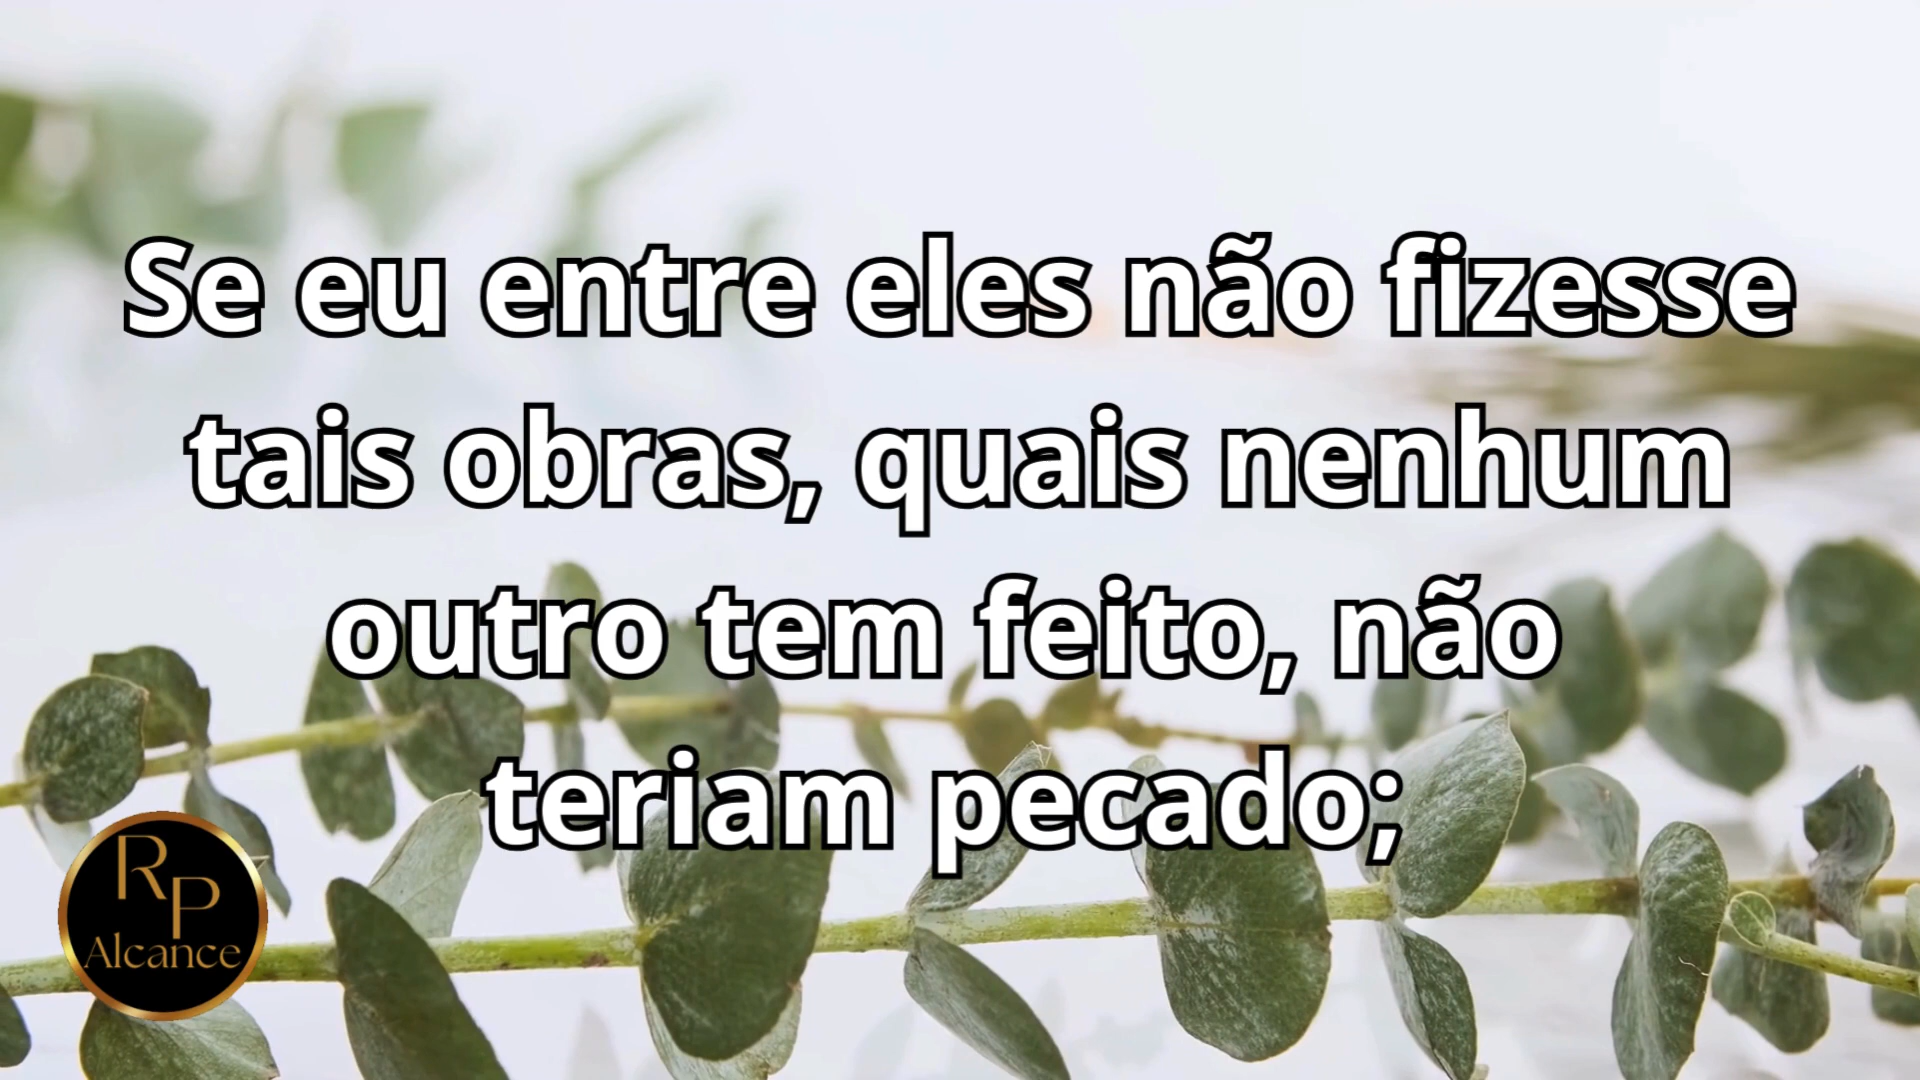 Se eu entre eles não fizesse
tais obras, quais nenhum
outro tem feito, não
teriam pecado;
RP
Alcance